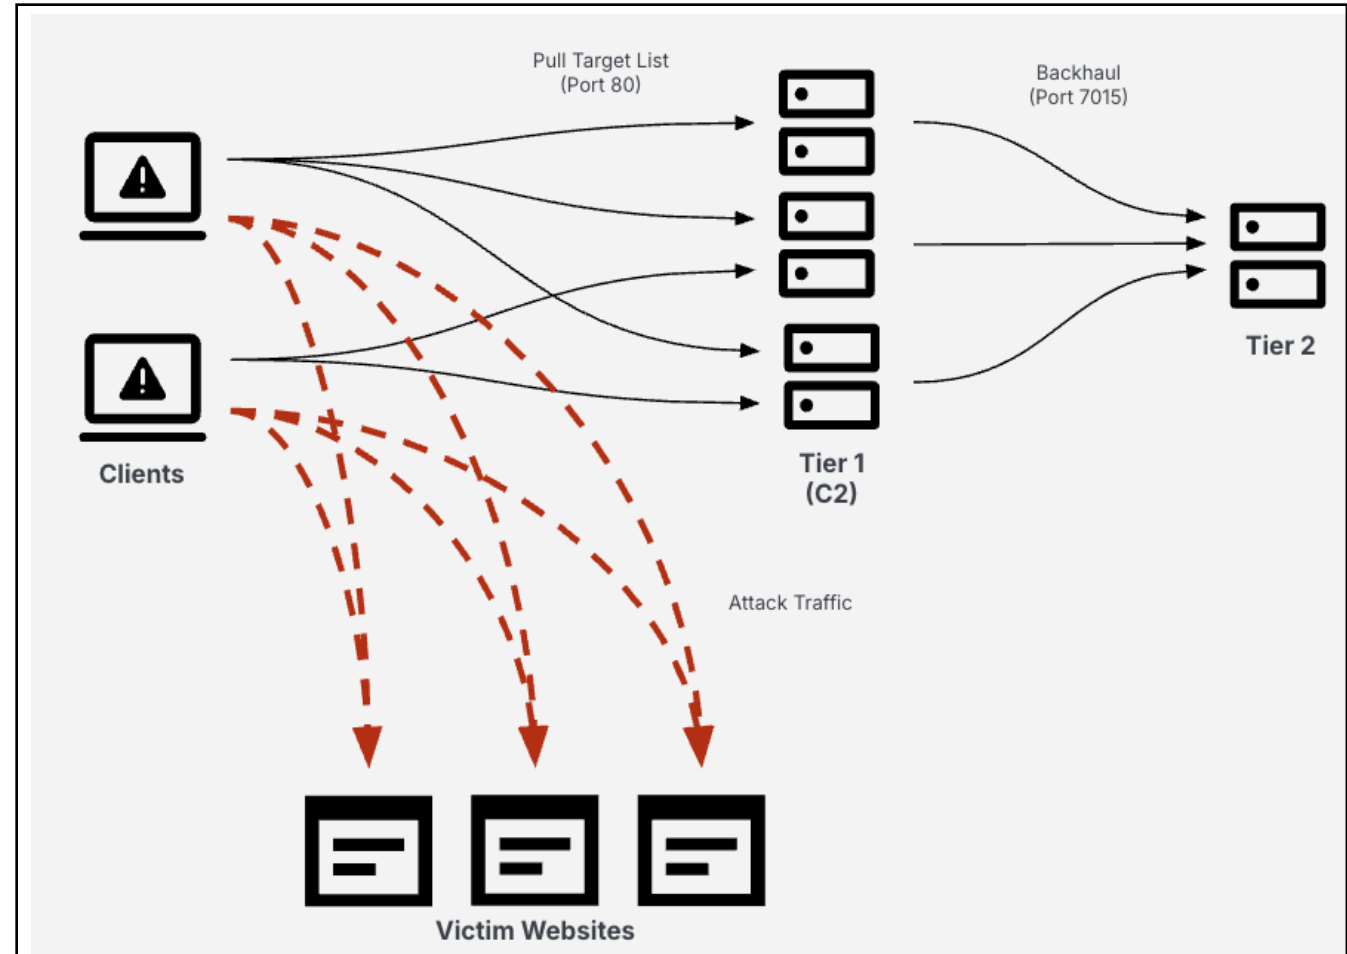 Pull Target List
(Port 80)
Backhaul
(Port 7015)
Tier 2
Clients
Tier 1
(C2)
Attack Traffic
Victim Websites